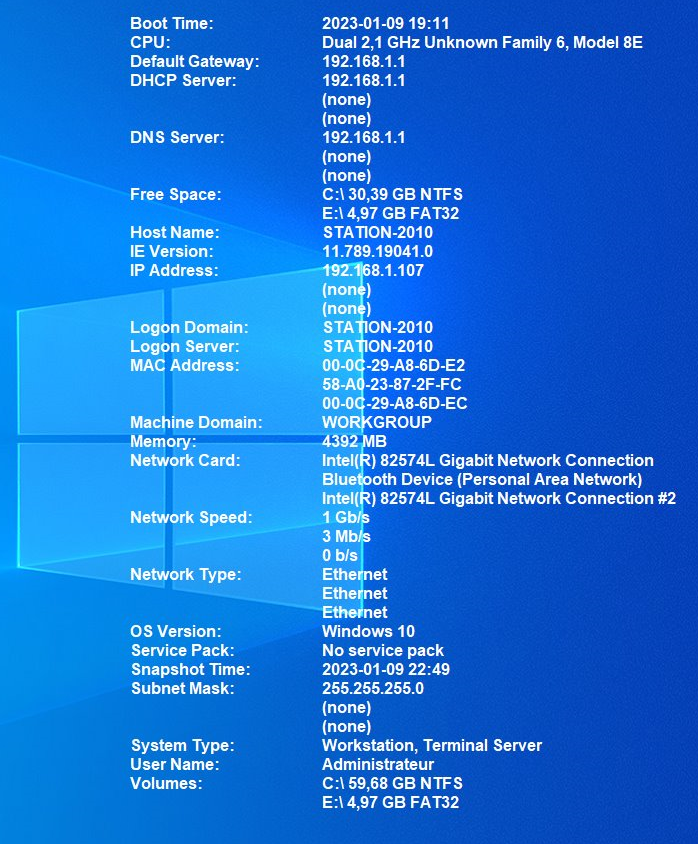 Boot Time: 2023-01-09 19:11
CPU: Dual 2,1 GHz Unknown Family 6, Model 8E
Default Gateway: 192.168.1.1
DHCP Server: 192.168.1.1
(none)
(none)
DNS Server: 192.168.1.1
(none)
(none)
Free Space: C:\ 30,39 GB NTFS
E:\ 4,97 GB FAT32
Host Name: STATION-2010
IE Version: 11.789.19041.0
IP Address: 192.168.1.107
(none)
(none)
Logon Domain: STATION-2010
Logon Server: STATION-2010
MAC Address: 00-0C-29-A8-6D-E2
58-A0-23-87-2F-FC
00-0C-29-A8-6D-EC
Machine Domain: WORKGROUP
Memory: 4392 MB
Network Card: Intel(R) 82574L Gigabit Network Connection
Bluetooth Device (Personal Area Network)
Intel(R) 82574L Gigabit Network Connection #2
Network Speed: 1 Gb/s
3 Mb/s
0 b/s
Network Type: Ethernet
Ethernet
Ethernet
OS Version: Windows 10
Service Pack: No service pack
Snapshot Time: 2023-01-09 22:49
Subnet Mask: 255.255.255.0
(none)
(none)
System Type: Workstation, Terminal Server
User Name: Administrateur
Volumes: C:\ 59,68 GB NTFS
E:\ 4,97 GB FAT32